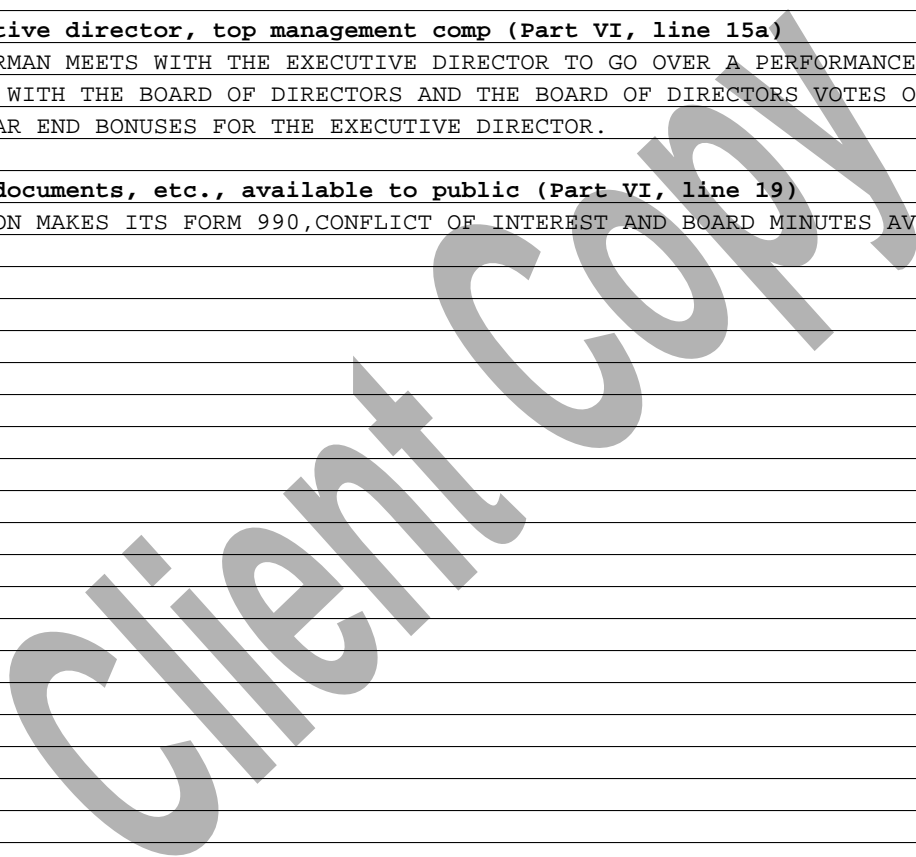 tive director, top management comp (Part VI, line 15a)
RMAN MEETS WITH THE EXECUTIVE DIRECTOR TO GO OVER A PERFORMANCE
WITH THE BOARD OF DIRECTORS AND THE BOARD OF DIRECTORS VOTES O
AR END BONUSES FOR THE EXECUTIVE DIRECTOR.
documents, etc., available to public (Part VI, line 19)
ON MAKES ITS FORM 990,CONFLICT OF INTEREST AND BOARD MINUTES AV
Client Copy